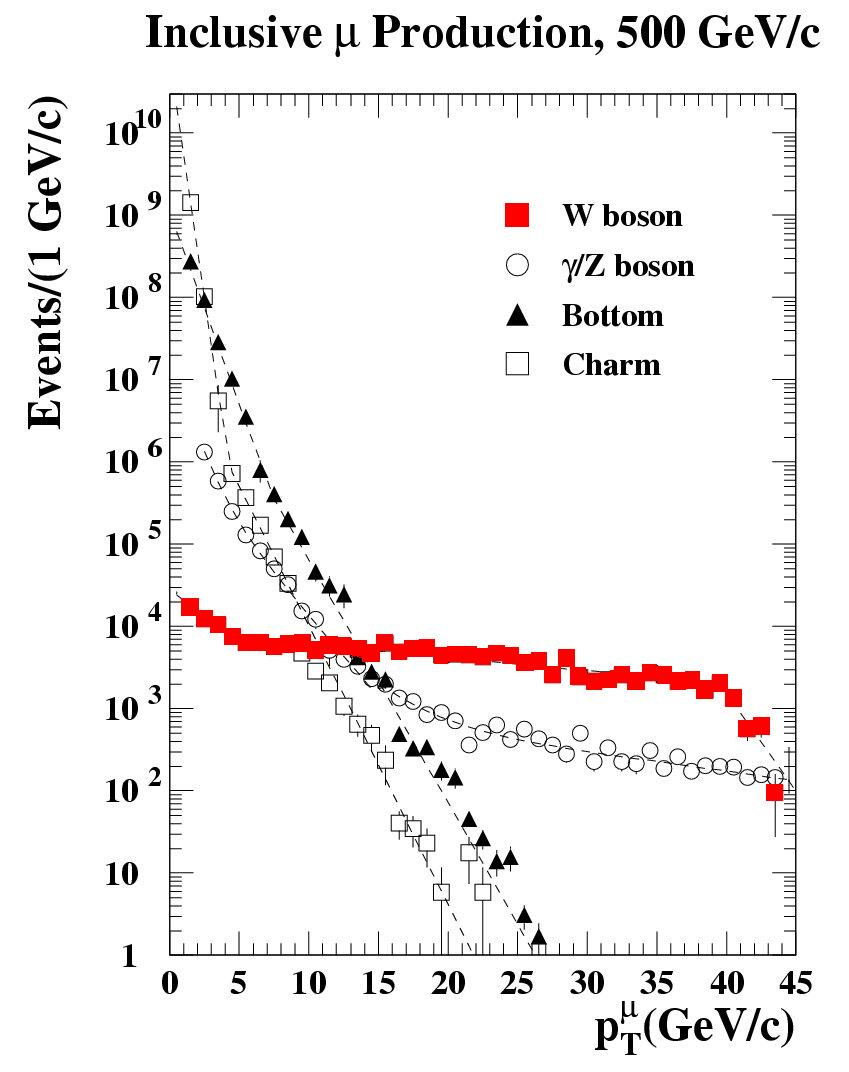 Inclusive μ Production, 500 GeV/c
Events/(1 GeV/c)
10^10
10^9
10^8
10^7
10^6
10^5
10^4
10^3
10^2
10
1
W boson
γ/Z boson
Bottom
Charm
0 5 10 15 20 25 30 35 40 45
p_T^μ(GeV/c)